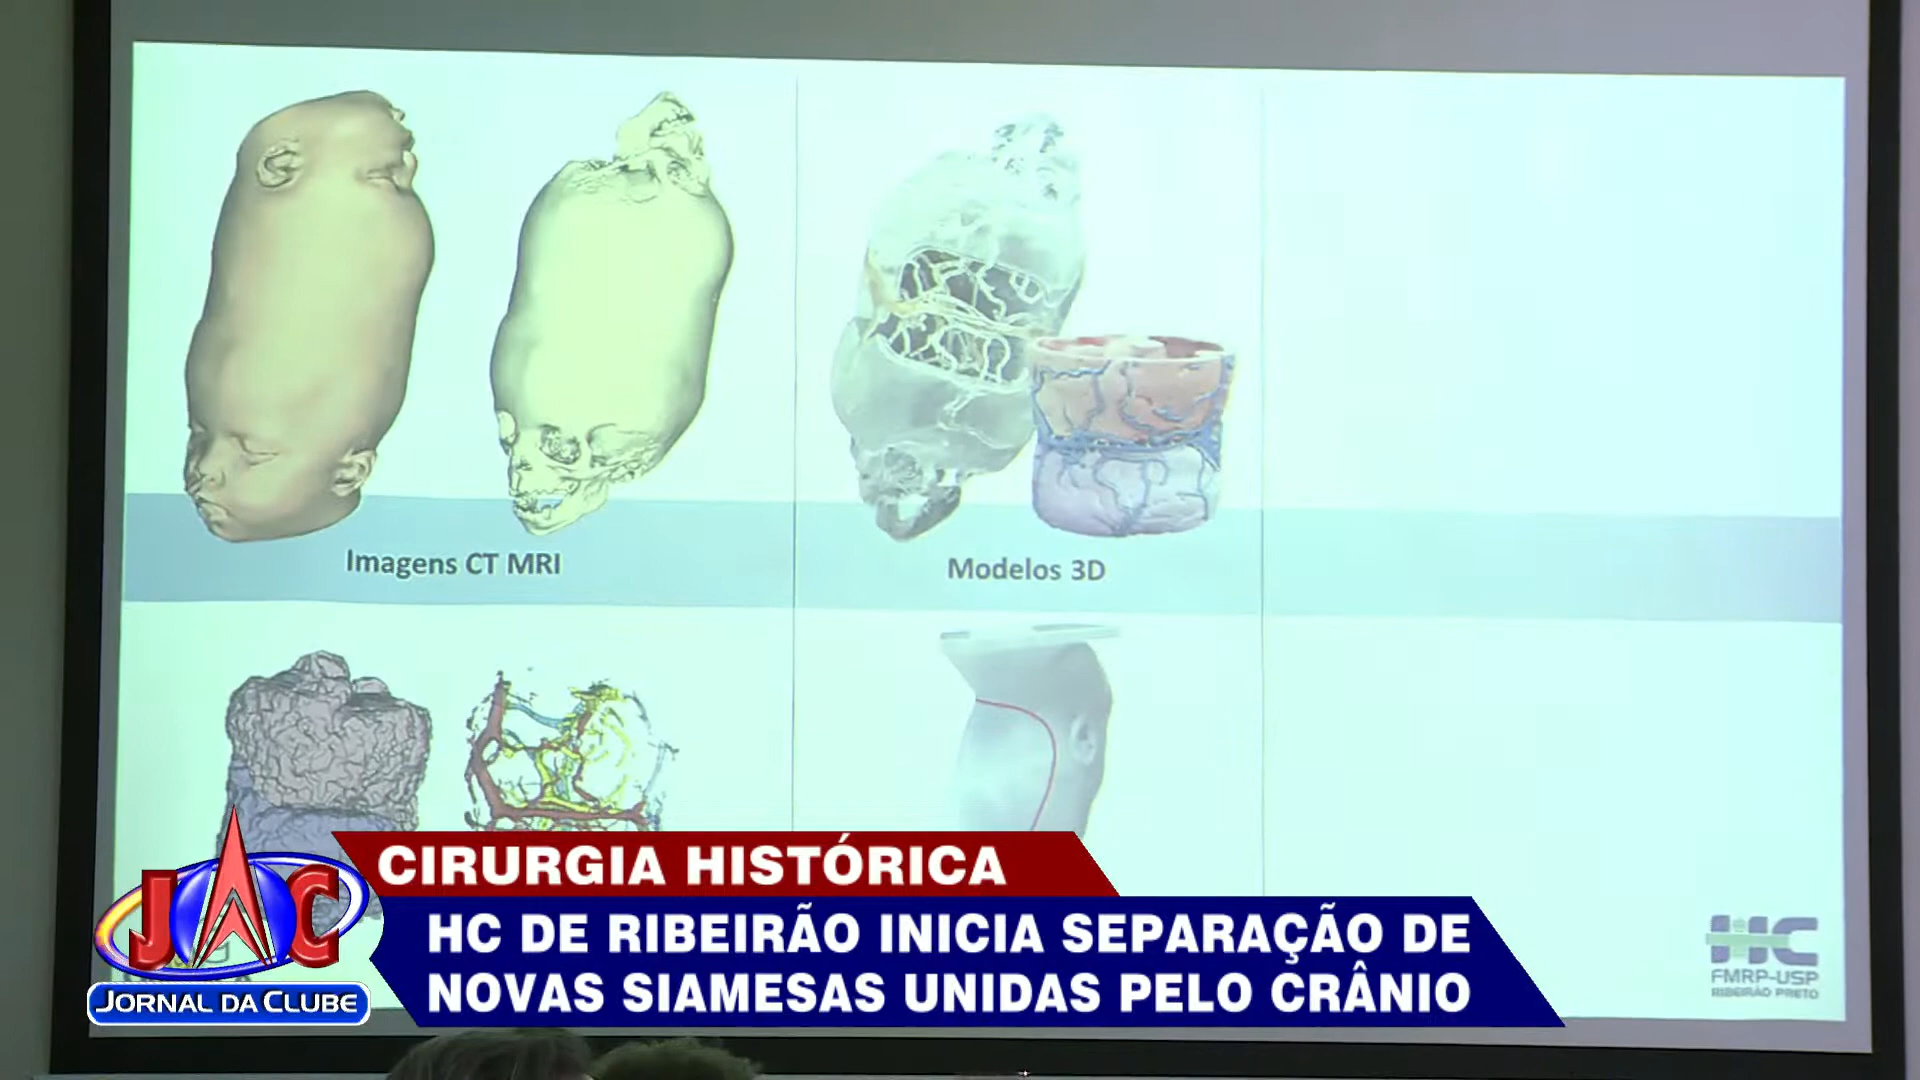 Imagens CT MRI
Modelos 3D
CIRURGIA HISTÓRICA
HC DE RIBEIRÃO INICIA SEPARAÇÃO DE
NOVAS SIAMESAS UNIDAS PELO CRÂNIO
JC
JORNAL DA CLUBE
HC
FMRP-USP
RIBEIRÃO PRETO